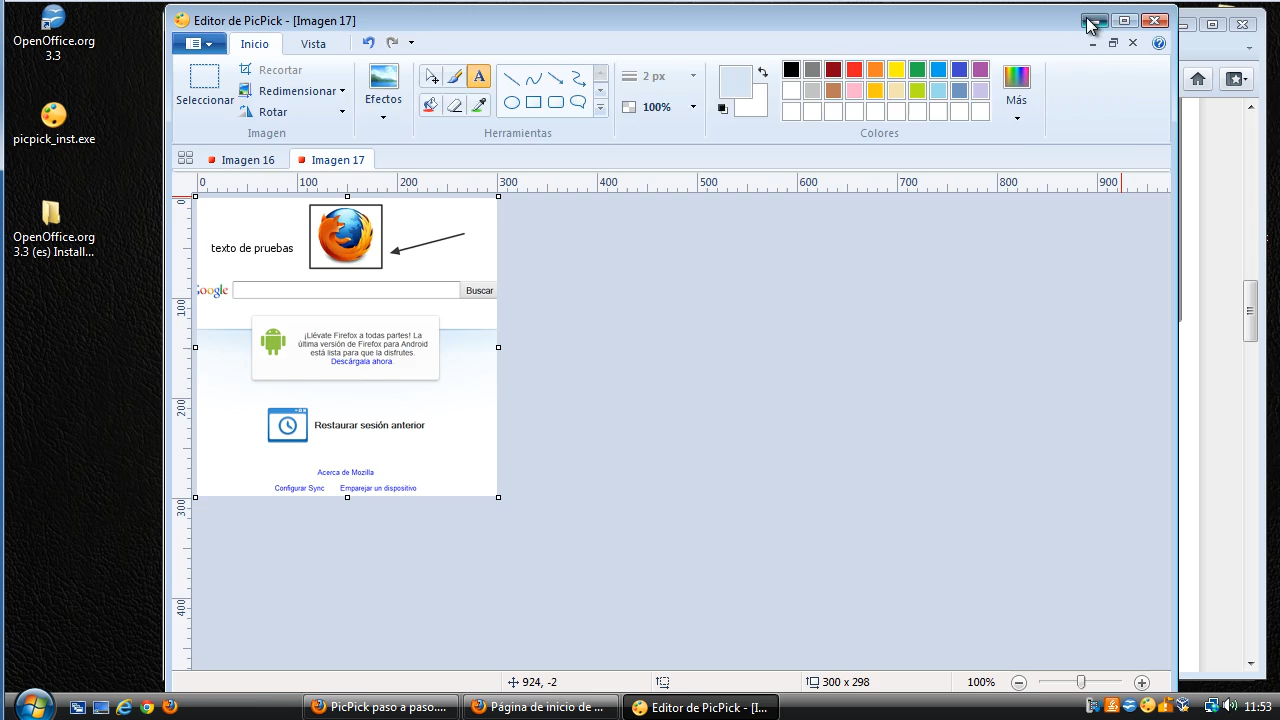 OpenOffice.org
3.3
picpick_inst.exe
OpenOffice.org
3.3 (es) Install...
Editor de PicPick - [Imagen 17]
Inicio
Vista
Seleccionar
Recortar
Redimensionar
Rotar
Imagen
Efectos
A
Herramientas
2 px
100%
Más
Colores
Imagen 16
Imagen 17
0 100 200 300 400 500 600 700 800 900
0
100
200
300
400
texto de pruebas
Google
Buscar
¡Llévate Firefox a todas partes! La
última versión de Firefox para Android
está lista para que la disfrutes.
Descárgala ahora.
Restaurar sesión anterior
Acerca de Mozilla
Configurar Sync Emparejar un dispositivo
924, -2
300 x 298
100%
PicPick paso a paso....
Página de inicio de ...
Editor de PicPick - [I...
11:53